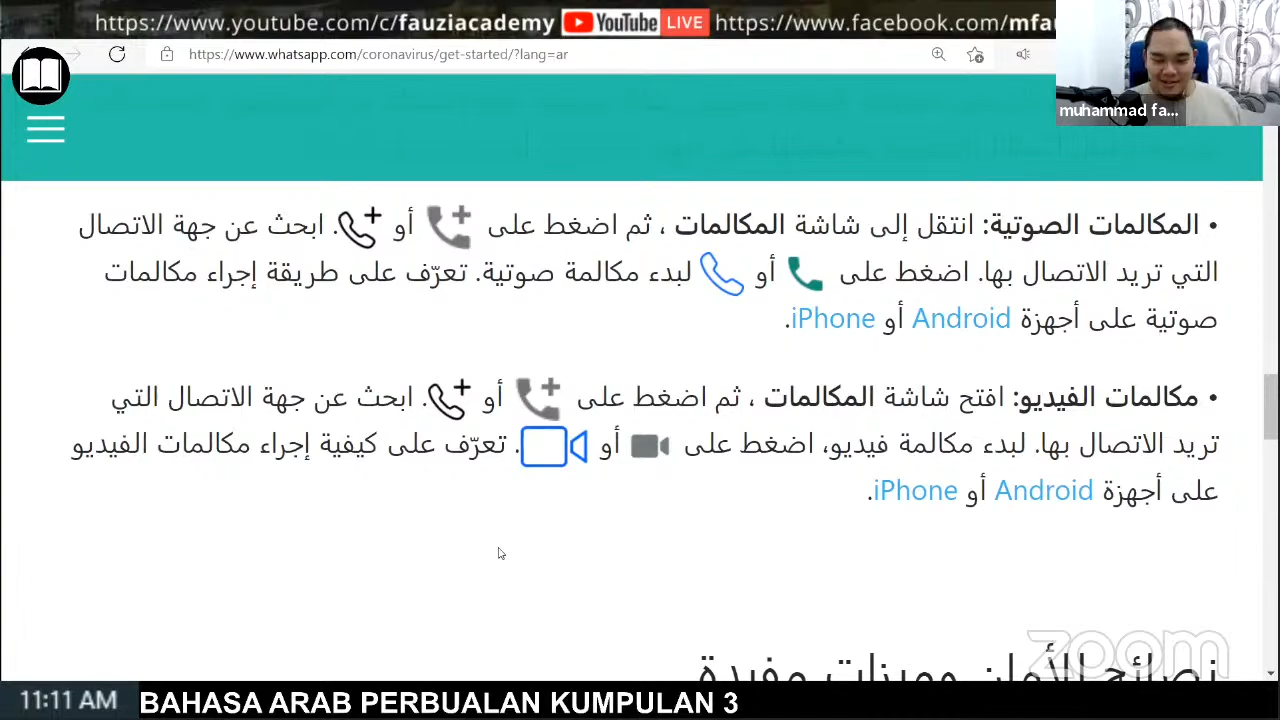 https://www.youtube.com/c/fauziacademy YouTube LIVE https://www.facebook.com/mfau
https://www.whatsapp.com/coronavirus/get-started/?lang=ar
muhammad fa...
• المكالمات الصوتية: انتقل إلى شاشة المكالمات ، ثم اضغط على أو . ابحث عن جهة الاتصال
التي تريد الاتصال بها. اضغط على أو لبدء مكالمة صوتية. تعرّف على طريقة إجراء مكالمات
صوتية على أجهزة Android أو iPhone.
• مكالمات الفيديو: افتح شاشة المكالمات ، ثم اضغط على أو . ابحث عن جهة الاتصال التي
تريد الاتصال بها. لبدء مكالمة فيديو، اضغط على أو . تعرّف على كيفية إجراء مكالمات الفيديو
على أجهزة Android أو iPhone.
نصائح للأمان وميزات مفيدة
zoom
11:11 AM BAHASA ARAB PERBUALAN KUMPULAN 3